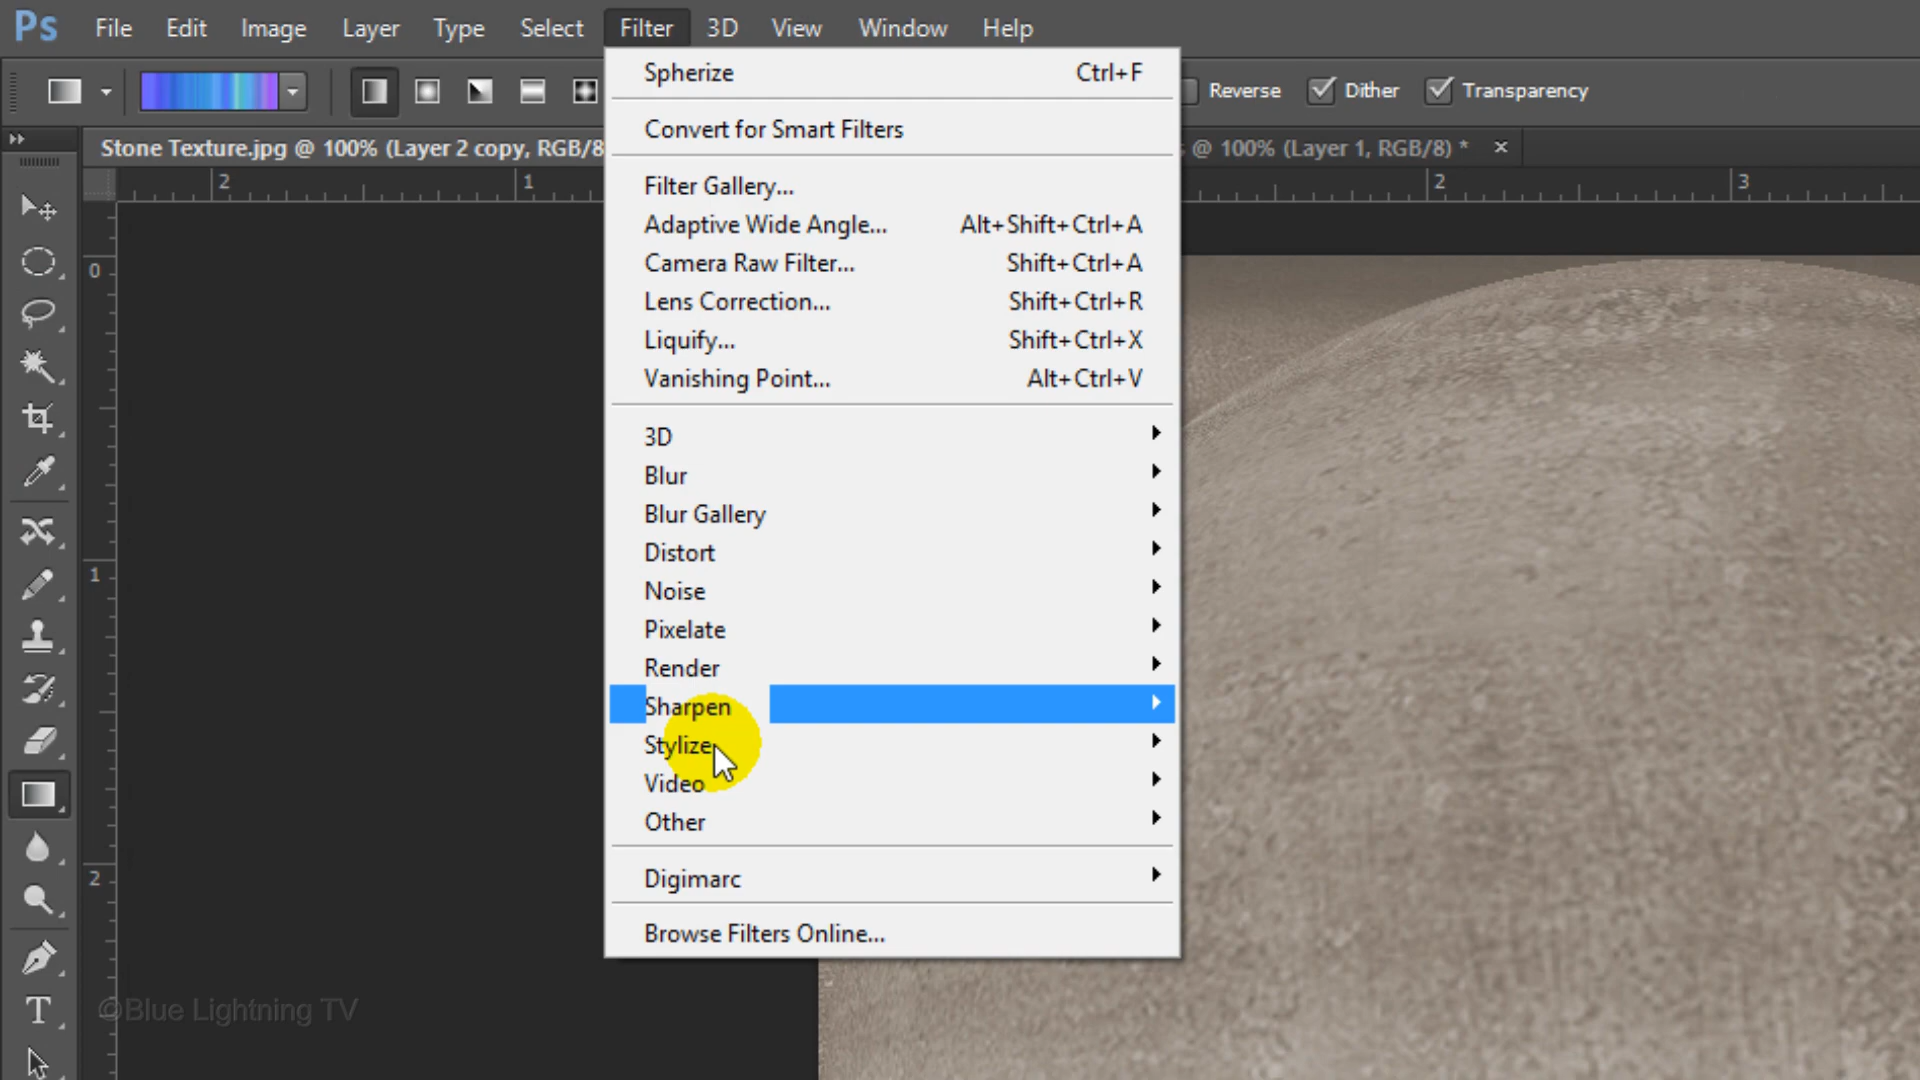 Ps File Edit Image Layer Type Select Filter 3D View Window Help
Reverse Dither Transparency
Stone Texture.jpg @ 100% (Layer 2 copy, RGB/8
@ 100% (Layer 1, RGB/8) * ×
2 1 2 3
0
1
2
Spherize Ctrl+F
Convert for Smart Filters
Filter Gallery...
Adaptive Wide Angle... Alt+Shift+Ctrl+A
Camera Raw Filter... Shift+Ctrl+A
Lens Correction... Shift+Ctrl+R
Liquify... Shift+Ctrl+X
Vanishing Point... Alt+Ctrl+V
3D
Blur
Blur Gallery
Distort
Noise
Pixelate
Render
Sharpen
Stylize
Video
Other
Digimarc
Browse Filters Online...
T
©Blue Lightning TV